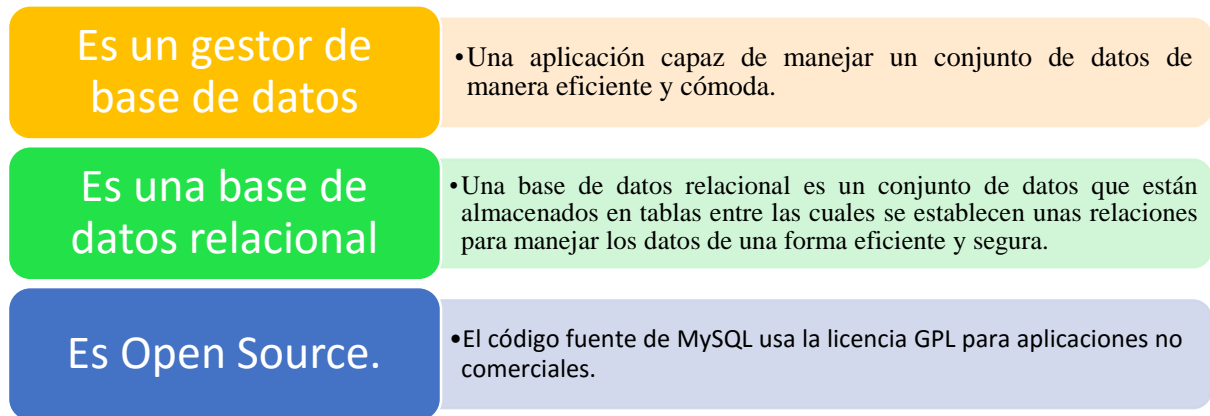 Es un gestor de
base de datos
•Una aplicación capaz de manejar un conjunto de datos de
manera eficiente y cómoda.
Es una base de
datos relacional
•Una base de datos relacional es un conjunto de datos que están
almacenados en tablas entre las cuales se establecen unas relaciones
para manejar los datos de una forma eficiente y segura.
Es Open Source.
•El código fuente de MySQL usa la licencia GPL para aplicaciones no
comerciales.